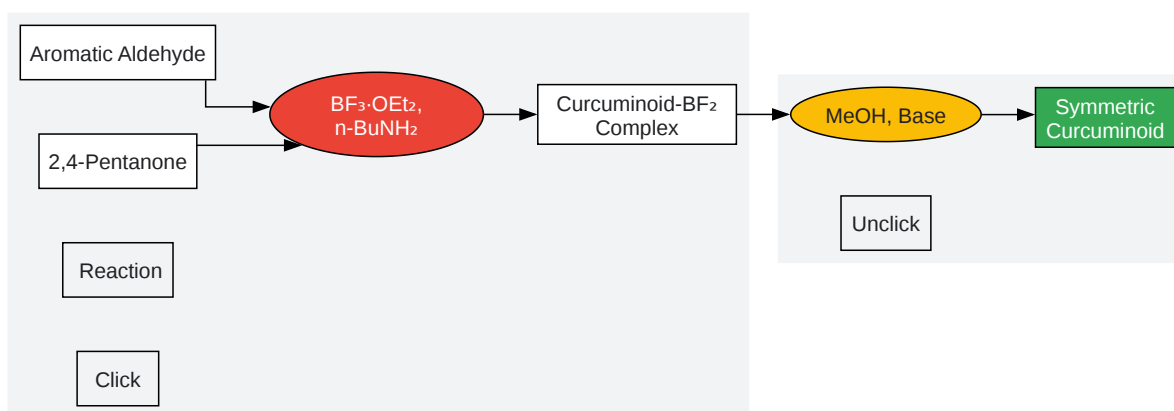 Aromatic Aldehyde
2,4-Pentanone
Reaction
Click
BF₃·OEt₂,
n-BuNH₂
Curcuminoid-BF₂
Complex
MeOH, Base
Unclick
Symmetric
Curcuminoid